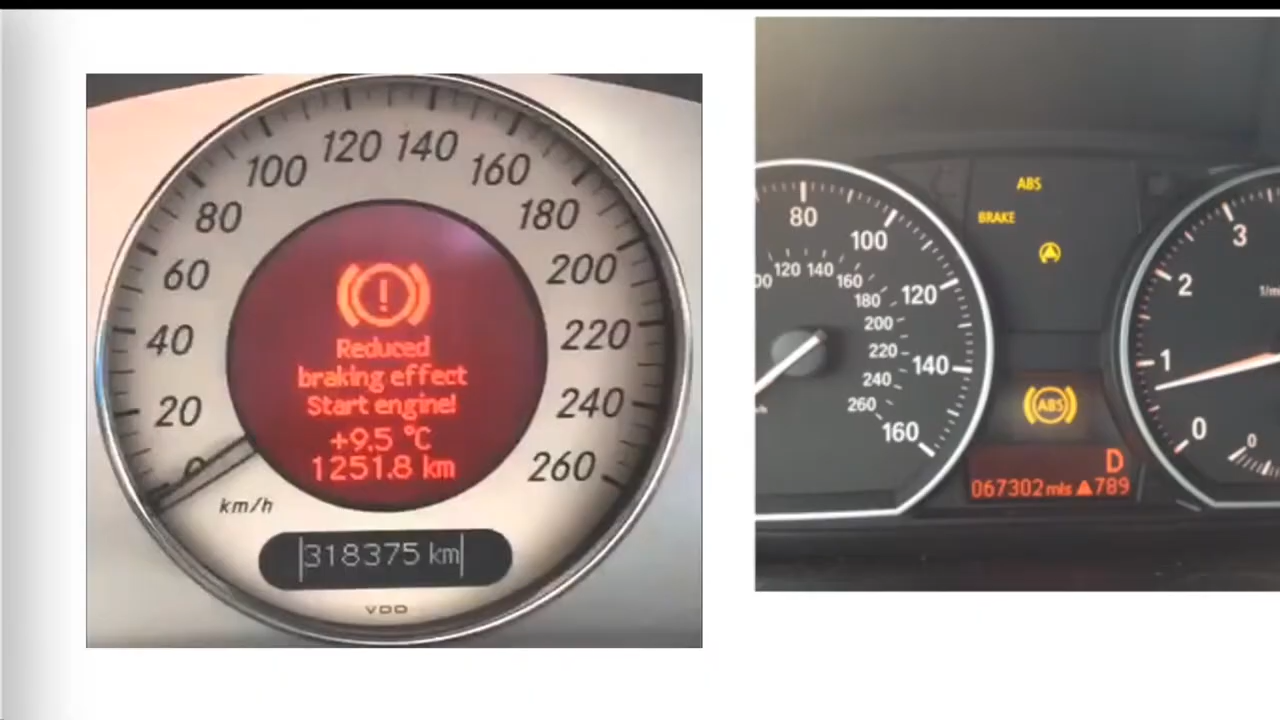 120 140
100 160
80 180
60 200
40 220
20 240
0 260
!
Reduced
braking effect
Start engine!
+9.5 °C
1251.8 km
km/h
318375 km
VDO
ABS
BRAKE
80
100
120
140
160
120 140
160
180
200
220
240
260
ABS
D
067302 mls ▲789
3
2
1
0
0